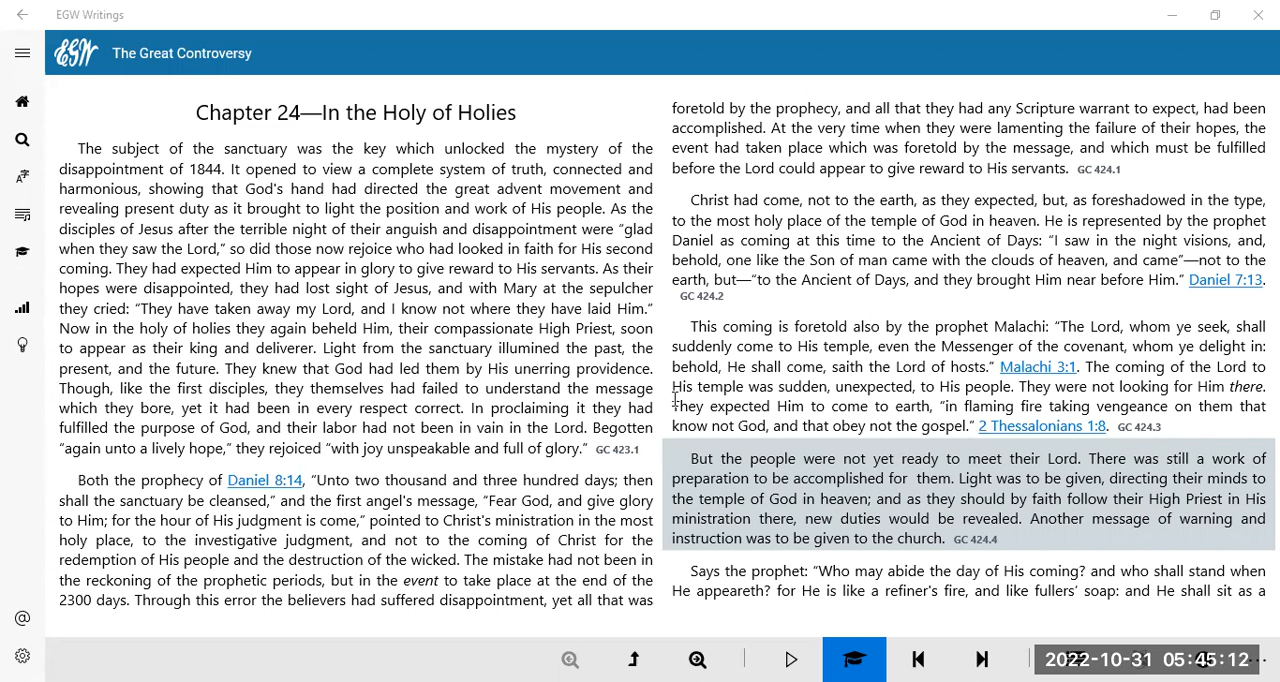 EGW Writings
EGW The Great Controversy
Chapter 24—In the Holy of Holies
The subject of the sanctuary was the key which unlocked the mystery of the
disappointment of 1844. It opened to view a complete system of truth, connected and
harmonious, showing that God's hand had directed the great advent movement and
revealing present duty as it brought to light the position and work of His people. As the
disciples of Jesus after the terrible night of their anguish and disappointment were “glad
when they saw the Lord,” so did those now rejoice who had looked in faith for His second
coming. They had expected Him to appear in glory to give reward to His servants. As their
hopes were disappointed, they had lost sight of Jesus, and with Mary at the sepulcher
they cried: “They have taken away my Lord, and I know not where they have laid Him.”
Now in the holy of holies they again beheld Him, their compassionate High Priest, soon
to appear as their king and deliverer. Light from the sanctuary illumined the past, the
present, and the future. They knew that God had led them by His unerring providence.
Though, like the first disciples, they themselves had failed to understand the message
which they bore, yet it had been in every respect correct. In proclaiming it they had
fulfilled the purpose of God, and their labor had not been in vain in the Lord. Begotten
“again unto a lively hope,” they rejoiced “with joy unspeakable and full of glory.” GC 423.1
Both the prophecy of Daniel 8:14, “Unto two thousand and three hundred days; then
shall the sanctuary be cleansed,” and the first angel's message, “Fear God, and give glory
to Him; for the hour of His judgment is come,” pointed to Christ's ministration in the most
holy place, to the investigative judgment, and not to the coming of Christ for the
redemption of His people and the destruction of the wicked. The mistake had not been in
the reckoning of the prophetic periods, but in the event to take place at the end of the
2300 days. Through this error the believers had suffered disappointment, yet all that was
foretold by the prophecy, and all that they had any Scripture warrant to expect, had been
accomplished. At the very time when they were lamenting the failure of their hopes, the
event had taken place which was foretold by the message, and which must be fulfilled
before the Lord could appear to give reward to His servants. GC 424.1
Christ had come, not to the earth, as they expected, but, as foreshadowed in the type,
to the most holy place of the temple of God in heaven. He is represented by the prophet
Daniel as coming at this time to the Ancient of Days: “I saw in the night visions, and,
behold, one like the Son of man came with the clouds of heaven, and came”—not to the
earth, but—“to the Ancient of Days, and they brought Him near before Him.” Daniel 7:13.
GC 424.2
This coming is foretold also by the prophet Malachi: “The Lord, whom ye seek, shall
suddenly come to His temple, even the Messenger of the covenant, whom ye delight in:
behold, He shall come, saith the Lord of hosts.” Malachi 3:1. The coming of the Lord to
His temple was sudden, unexpected, to His people. They were not looking for Him there.
They expected Him to come to earth, “in flaming fire taking vengeance on them that
know not God, and that obey not the gospel.” 2 Thessalonians 1:8. GC 424.3
But the people were not yet ready to meet their Lord. There was still a work of
preparation to be accomplished for them. Light was to be given, directing their minds to
the temple of God in heaven; and as they should by faith follow their High Priest in His
ministration there, new duties would be revealed. Another message of warning and
instruction was to be given to the church. GC 424.4
Says the prophet: “Who may abide the day of His coming? and who shall stand when
He appeareth? for He is like a refiner's fire, and like fullers’ soap: and He shall sit as a
2022-10-31 05:45:12